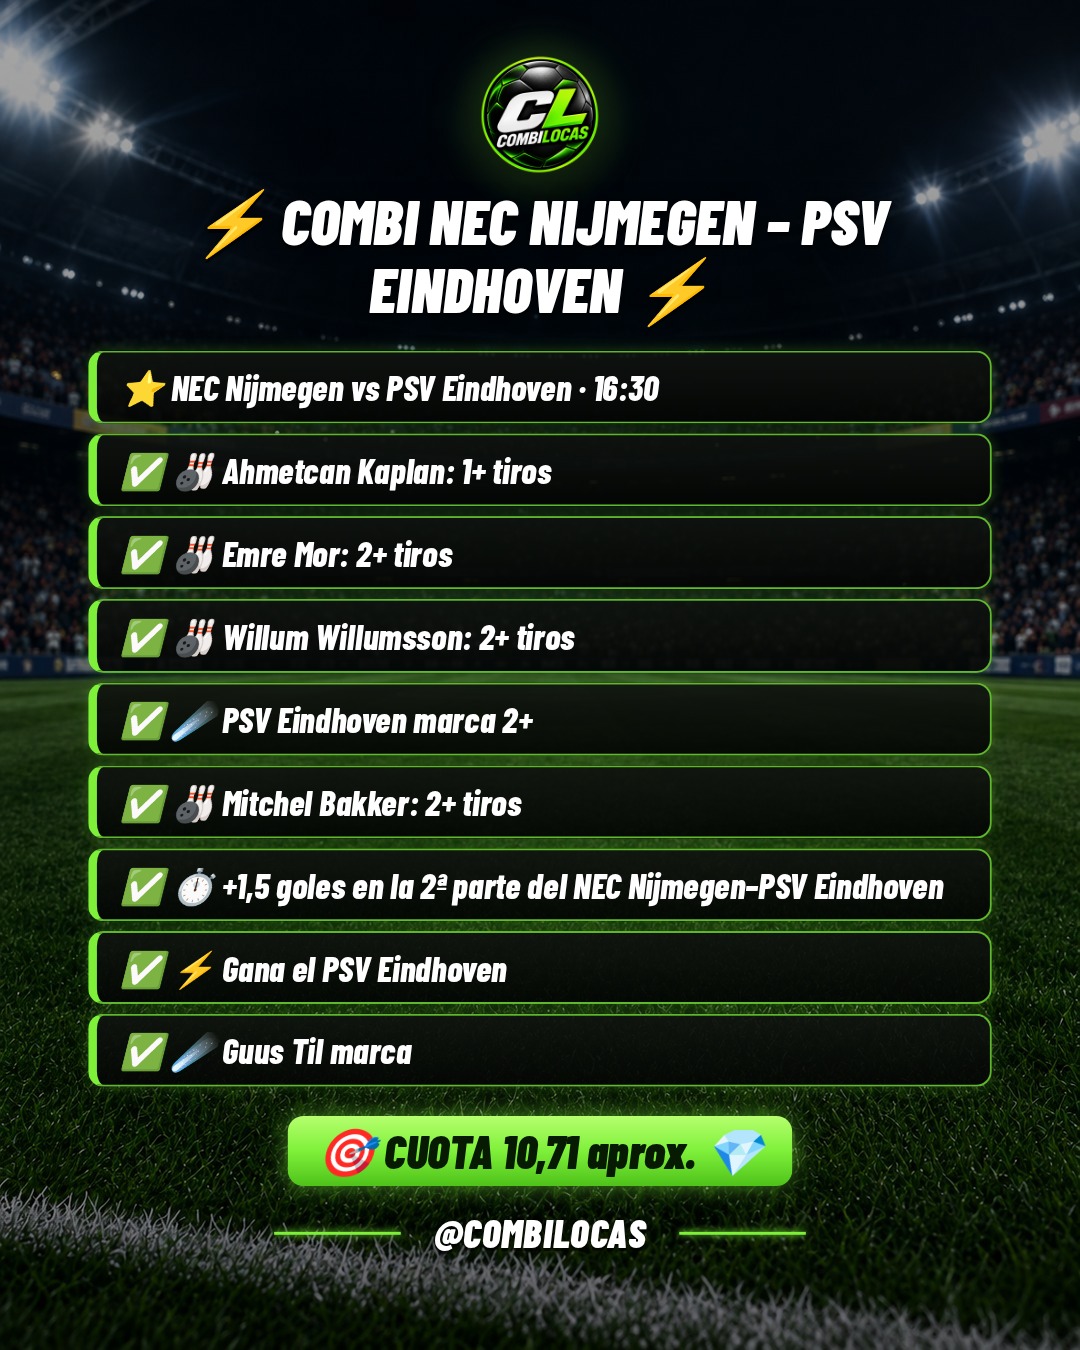 CL
COMBILOCAS
⚡ COMBI NEC NIJMEGEN – PSV
EINDHOVEN ⚡
⭐ NEC Nijmegen vs PSV Eindhoven · 16:30
✅ 🎳 Ahmetcan Kaplan: 1+ tiros
✅ 🎳 Emre Mor: 2+ tiros
✅ 🎳 Willum Willumsson: 2+ tiros
✅ ☄️ PSV Eindhoven marca 2+
✅ 🎳 Mitchel Bakker: 2+ tiros
✅ ⏱️ +1,5 goles en la 2ª parte del NEC Nijmegen–PSV Eindhoven
✅ ⚡ Gana el PSV Eindhoven
✅ ☄️ Guus Til marca
🎯 CUOTA 10,71 aprox. 💎
@COMBILOCAS